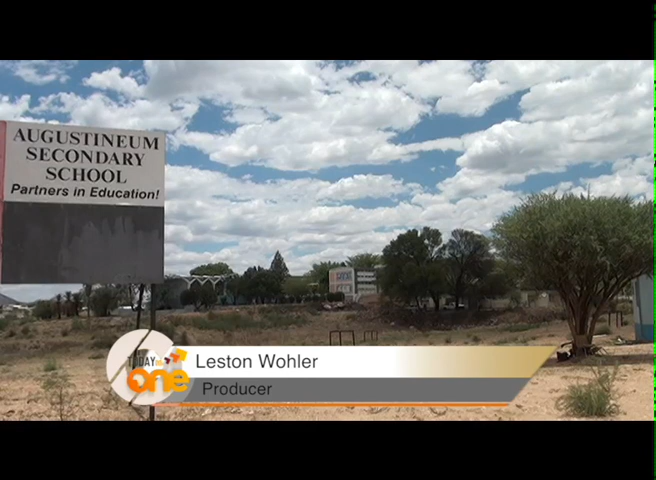 AUGUSTINEUM
SECONDARY
SCHOOL
Partners in Education!
TODAY
one
Leston Wohler
Producer